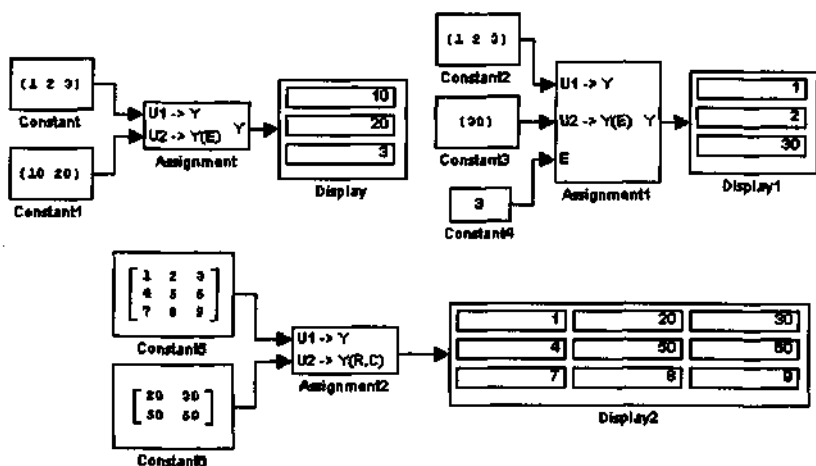 [1 2 3]
Constant
[10 20]
Constant1
U1 -> Y
U2 -> Y(E) Y
Assignment
10
20
3
Display
[1 2 3]
Constant2
[30]
Constant3
3
Constant4
U1 -> Y
U2 -> Y(E) Y
E
Assignment1
1
2
30
Display1
1 2 3
4 5 6
7 8 9
Constant5
20 30
50 60
Constant6
U1 -> Y
U2 -> Y(R,C)
Assignment2
1 20 30
4 50 60
7 8 9
Display2